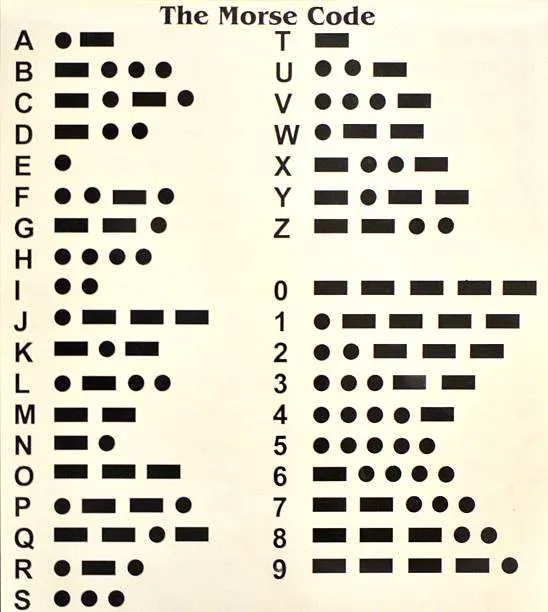 The Morse Code
A ● ▬
B ▬ ● ● ●
C ▬ ● ▬ ●
D ▬ ● ●
E ●
F ● ● ▬ ●
G ▬ ▬ ●
H ● ● ● ●
I ● ●
J ● ▬ ▬ ▬
K ▬ ● ▬
L ● ▬ ● ●
M ▬ ▬
N ▬ ●
O ▬ ▬ ▬
P ● ▬ ▬ ●
Q ▬ ▬ ● ▬
R ● ▬ ●
S ● ● ●
T ▬
U ● ● ▬
V ● ● ● ▬
W ● ▬ ▬
X ▬ ● ● ▬
Y ▬ ● ▬ ▬
Z ▬ ▬ ● ●
0 ▬ ▬ ▬ ▬ ▬
1 ● ▬ ▬ ▬ ▬
2 ● ● ▬ ▬ ▬
3 ● ● ● ▬ ▬
4 ● ● ● ● ▬
5 ● ● ● ● ●
6 ▬ ● ● ● ●
7 ▬ ▬ ● ● ●
8 ▬ ▬ ▬ ● ●
9 ▬ ▬ ▬ ▬ ●